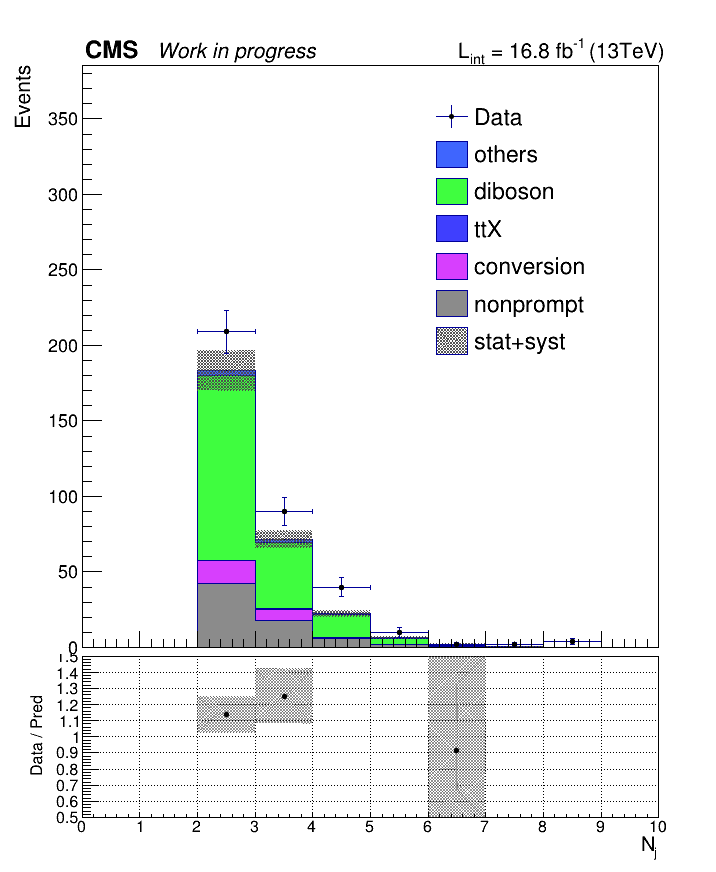 CMS Work in progress L_int = 16.8 fb^-1 (13TeV)
Events
350
300
250
200
150
100
50
0
Data
others
diboson
ttX
conversion
nonprompt
stat+syst
Data / Pred
1.5
1.4
1.3
1.2
1.1
1
0.9
0.8
0.7
0.6
0.5
0 1 2 3 4 5 6 7 8 9 10
N_j